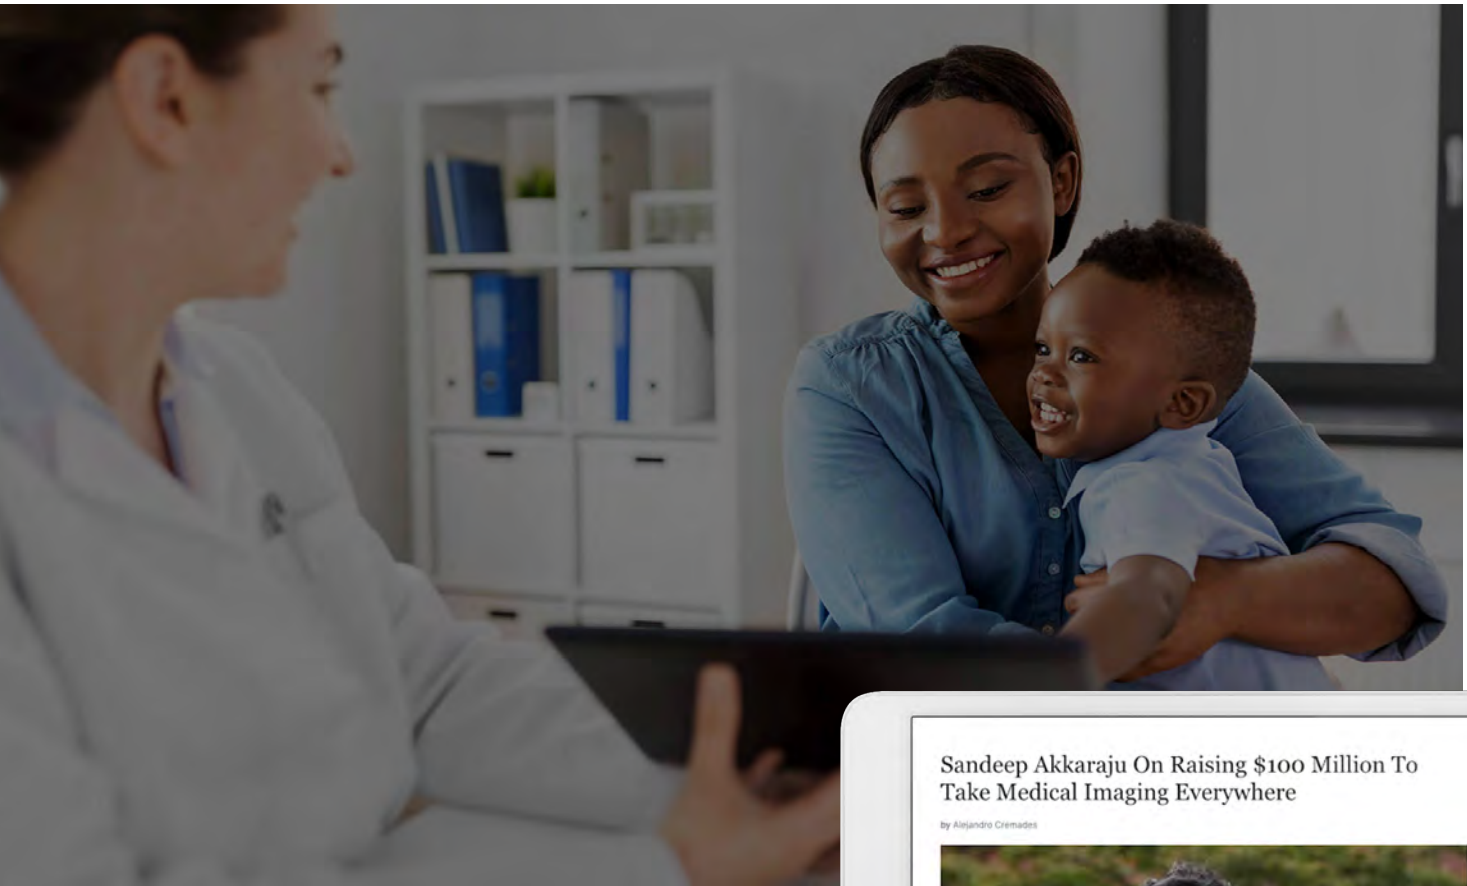 Sandeep Akkaraju On Raising $100 Million To
Take Medical Imaging Everywhere
by Alejandro Cremades